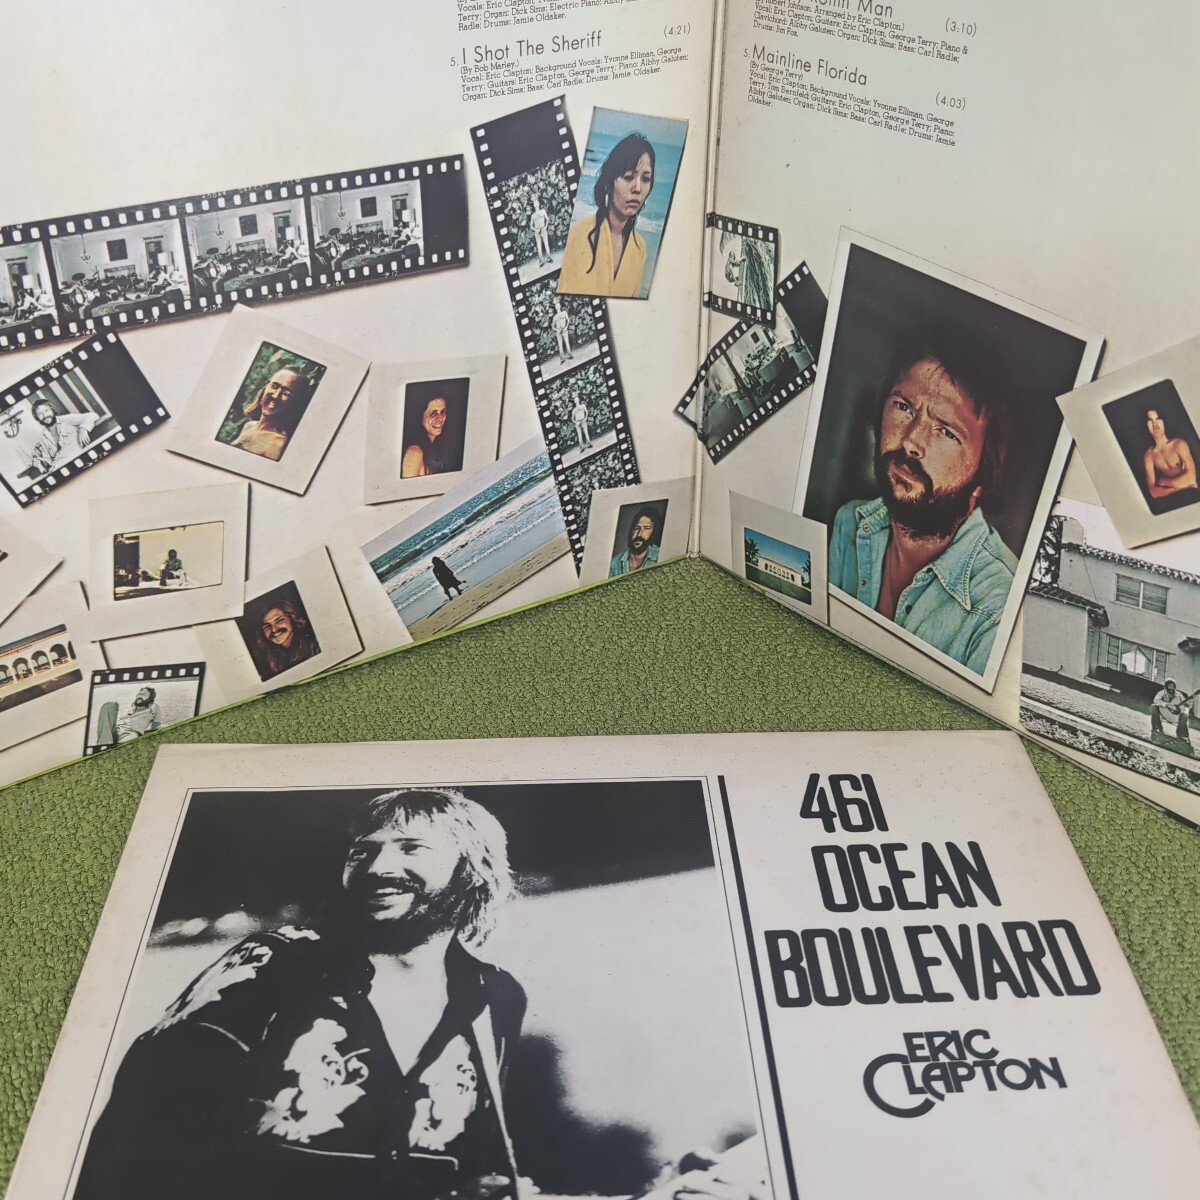 Vocals: Eric Clapton;
Terry; Organ: Dick Sims; Electric Piano: Albhy
Radle; Drums: Jamie Oldaker.
5. I Shot The Sheriff (4:21)
(By Bob Marley.)
Vocal: Eric Clapton; Background Vocals: Yvonne Elliman, George
Terry; Guitars: Eric Clapton, George Terry; Piano: Albhy Galuten;
Organ: Dick Sims; Bass: Carl Radle; Drums: Jamie Oldaker.
Rollin' Man (3:10)
Robert Johnson. Arranged by Eric Clapton.)
Vocal: Eric Clapton; Guitars: Eric Clapton, George Terry; Piano &
Clavichord: Albhy Galuten; Organ: Dick Sims; Bass: Carl Radle;
Drums: Jim Fox.
5. Mainline Florida (4:03)
(By George Terry)
Vocal: Eric Clapton; Background Vocals: Yvonne Elliman, George
Terry, Tom Bernfeld; Guitars: Eric Clapton, George Terry; Piano:
Albhy Galuten; Organ: Dick Sims; Bass: Carl Radle; Drums: Jamie
Oldaker.
461
OCEAN
BOULEVARD
ERIC
CLAPTON